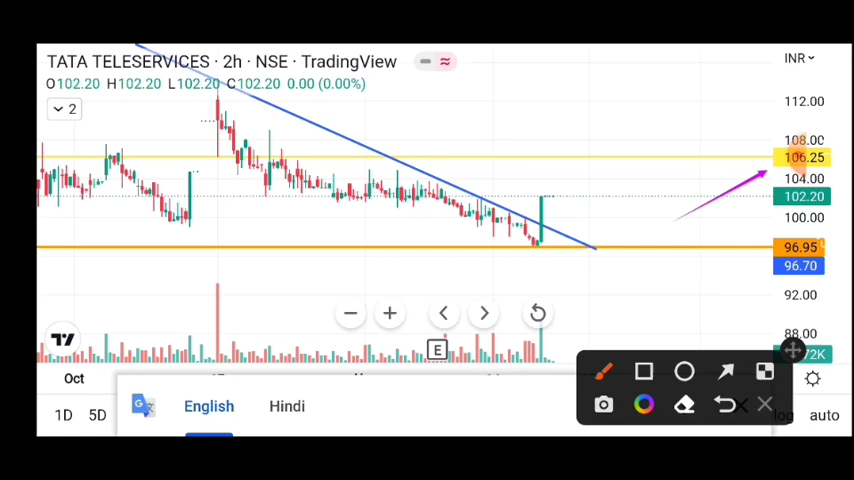 TATA TELESERVICES · 2h · NSE · TradingView
O102.20 H102.20 L102.20 C102.20 0.00 (0.00%)
2
INR
112.00
108.00
106.25
104.00
102.20
100.00
96.95
96.70
92.00
88.00
72K
E
Oct
1D 5D
log auto
English Hindi